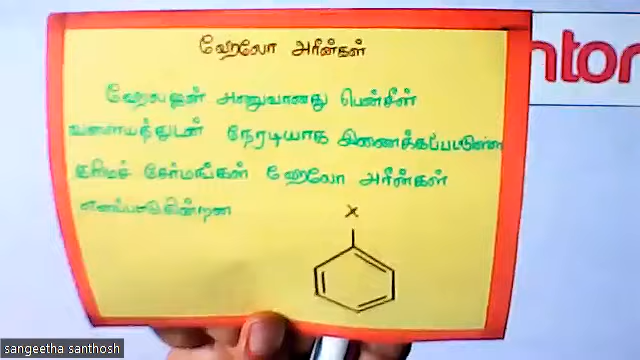 ஹேலோ அரீன்கள்
ஹேலஜன் அணுவானது பென்சீன்
வளையத்துடன் நேரடியாக இணைக்கப்பட்டுள்ள
கரிமச் சேர்மங்கள் ஹேலோ அரீன்கள்
எனப்படுகின்றன
X
ntor
sangeetha santhosh